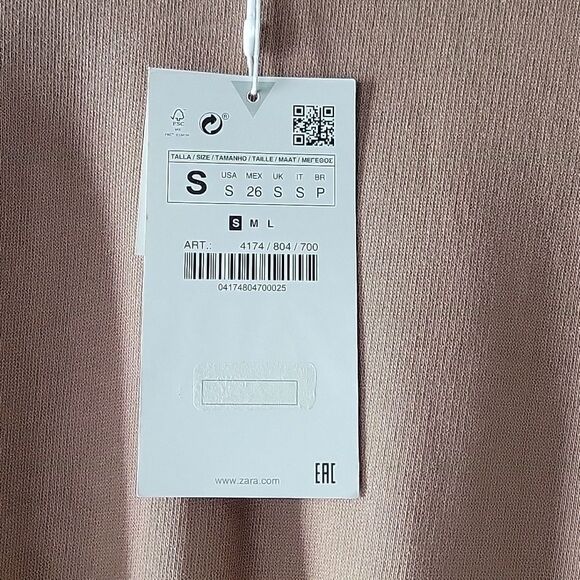 FSC
®
TALLA / SIZE / TAMANHO / TAILLE / MAAT / ΜΕΓΕΘΟΣ
S
USA MEX UK IT BR
S 26 S S P
S M L
ART.: 4174 / 804 / 700
04174804700025
www.zara.com
EAC